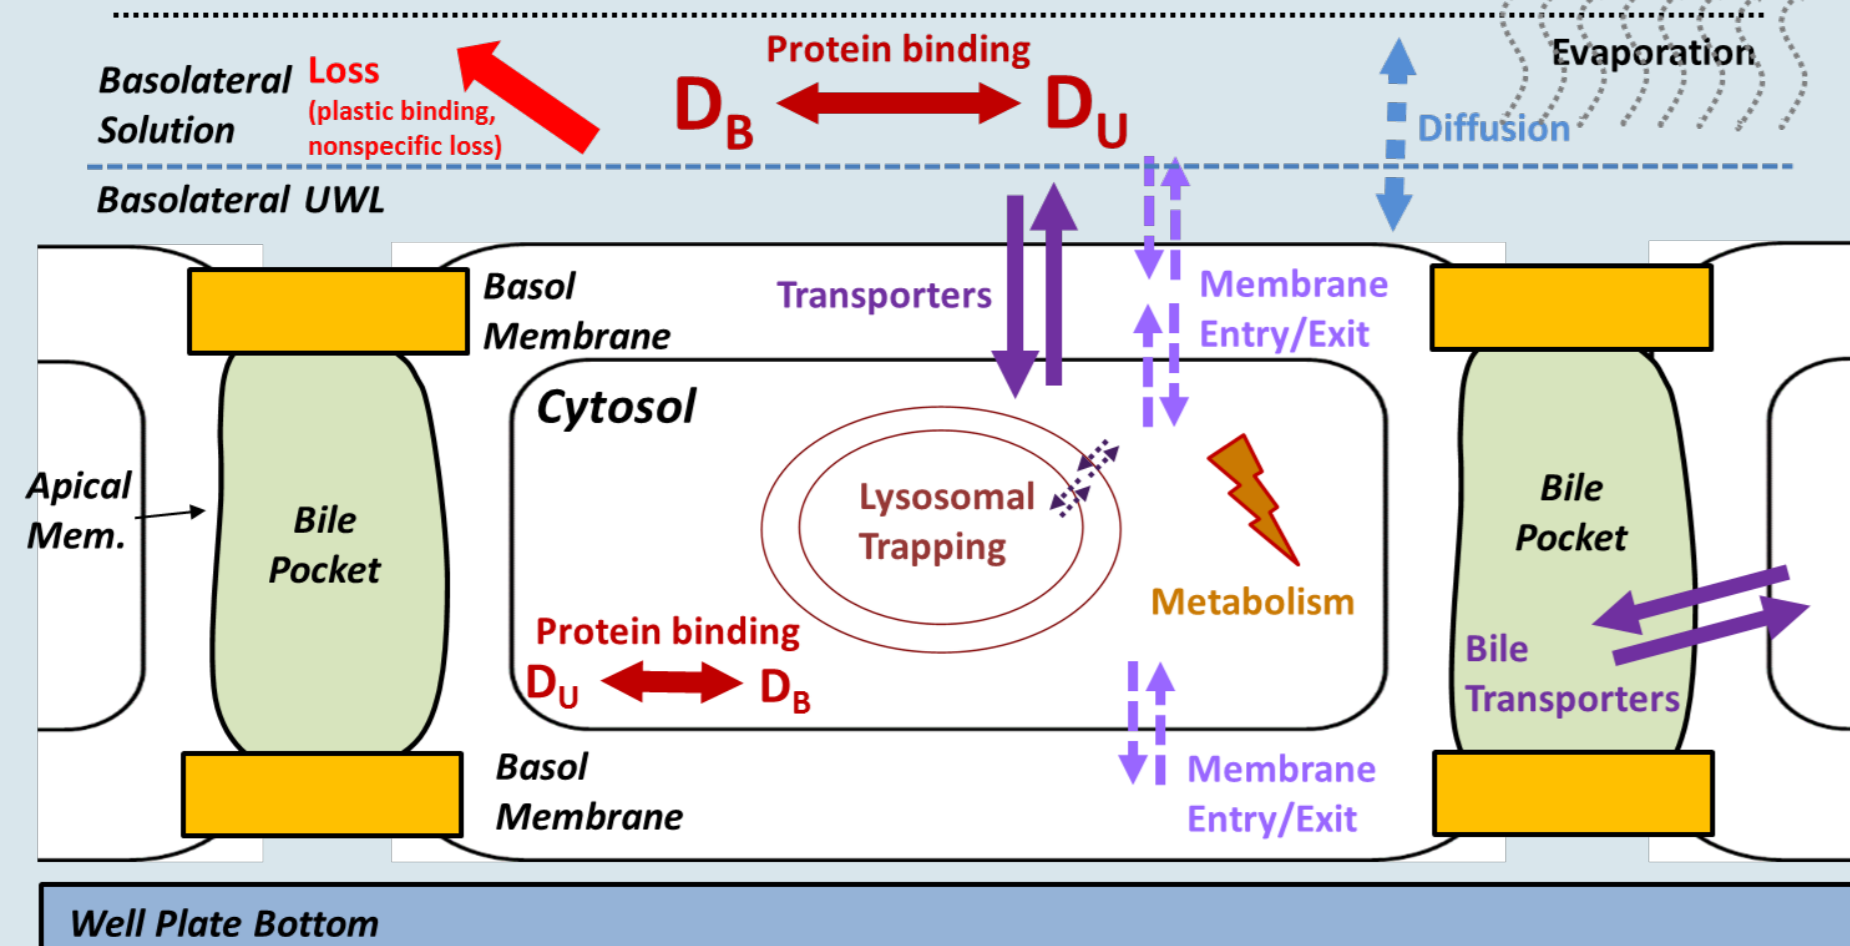 Protein binding
Evaporation
Basolateral
Solution
Loss
(plastic binding,
nonspecific loss)
DB
DU
Diffusion
Basolateral UWL
Basol
Membrane
Transporters
Membrane
Entry/Exit
Cytosol
Apical
Mem.
Bile
Pocket
Lysosomal
Trapping
Bile
Pocket
Metabolism
Protein binding
DU
DB
Bile
Transporters
Basol
Membrane
Membrane
Entry/Exit
Well Plate Bottom